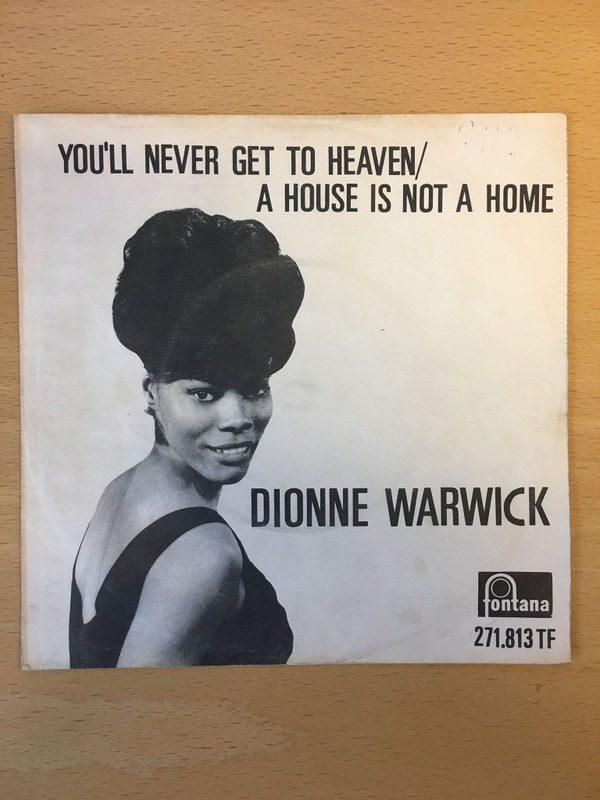 YOU'LL NEVER GET TO HEAVEN/
A HOUSE IS NOT A HOME
DIONNE WARWICK
fontana
271.813 TF